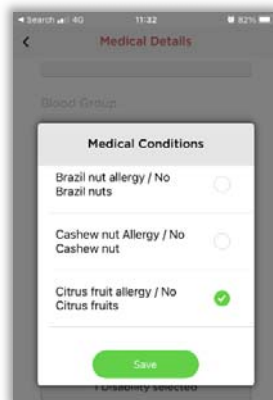 Search 4G 11:32 82%
Medical Details
Blood Group
Medical Conditions
Brazil nut allergy / No
Brazil nuts
Cashew nut Allergy / No
Cashew nut
Citrus fruit allergy / No
Citrus fruits
Save
1 Disability selected